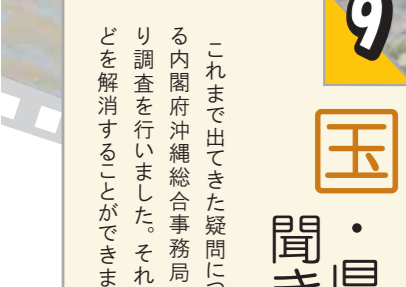 9
国・県
聞き
これまで出てきた疑問につ
る内閣府沖縄総合事務局
り調査を行いました。それ
どを解消することができま